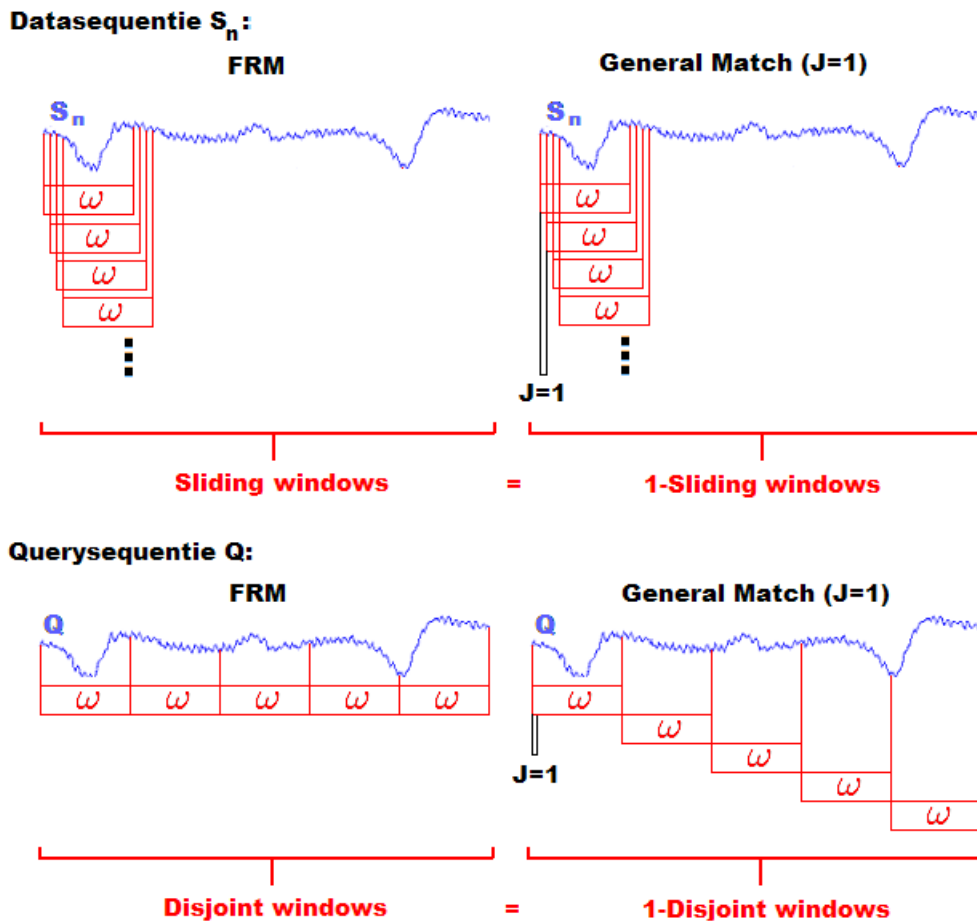 Datasequentie Sn:
FRM
General Match (J=1)
Sn
Sn
ω
ω
ω
ω
ω
ω
ω
ω
J=1
Sliding windows = 1-Sliding windows
Querysequentie Q:
FRM
General Match (J=1)
Q
Q
ω ω ω ω ω
ω
ω
ω
ω
ω
J=1
Disjoint windows = 1-Disjoint windows